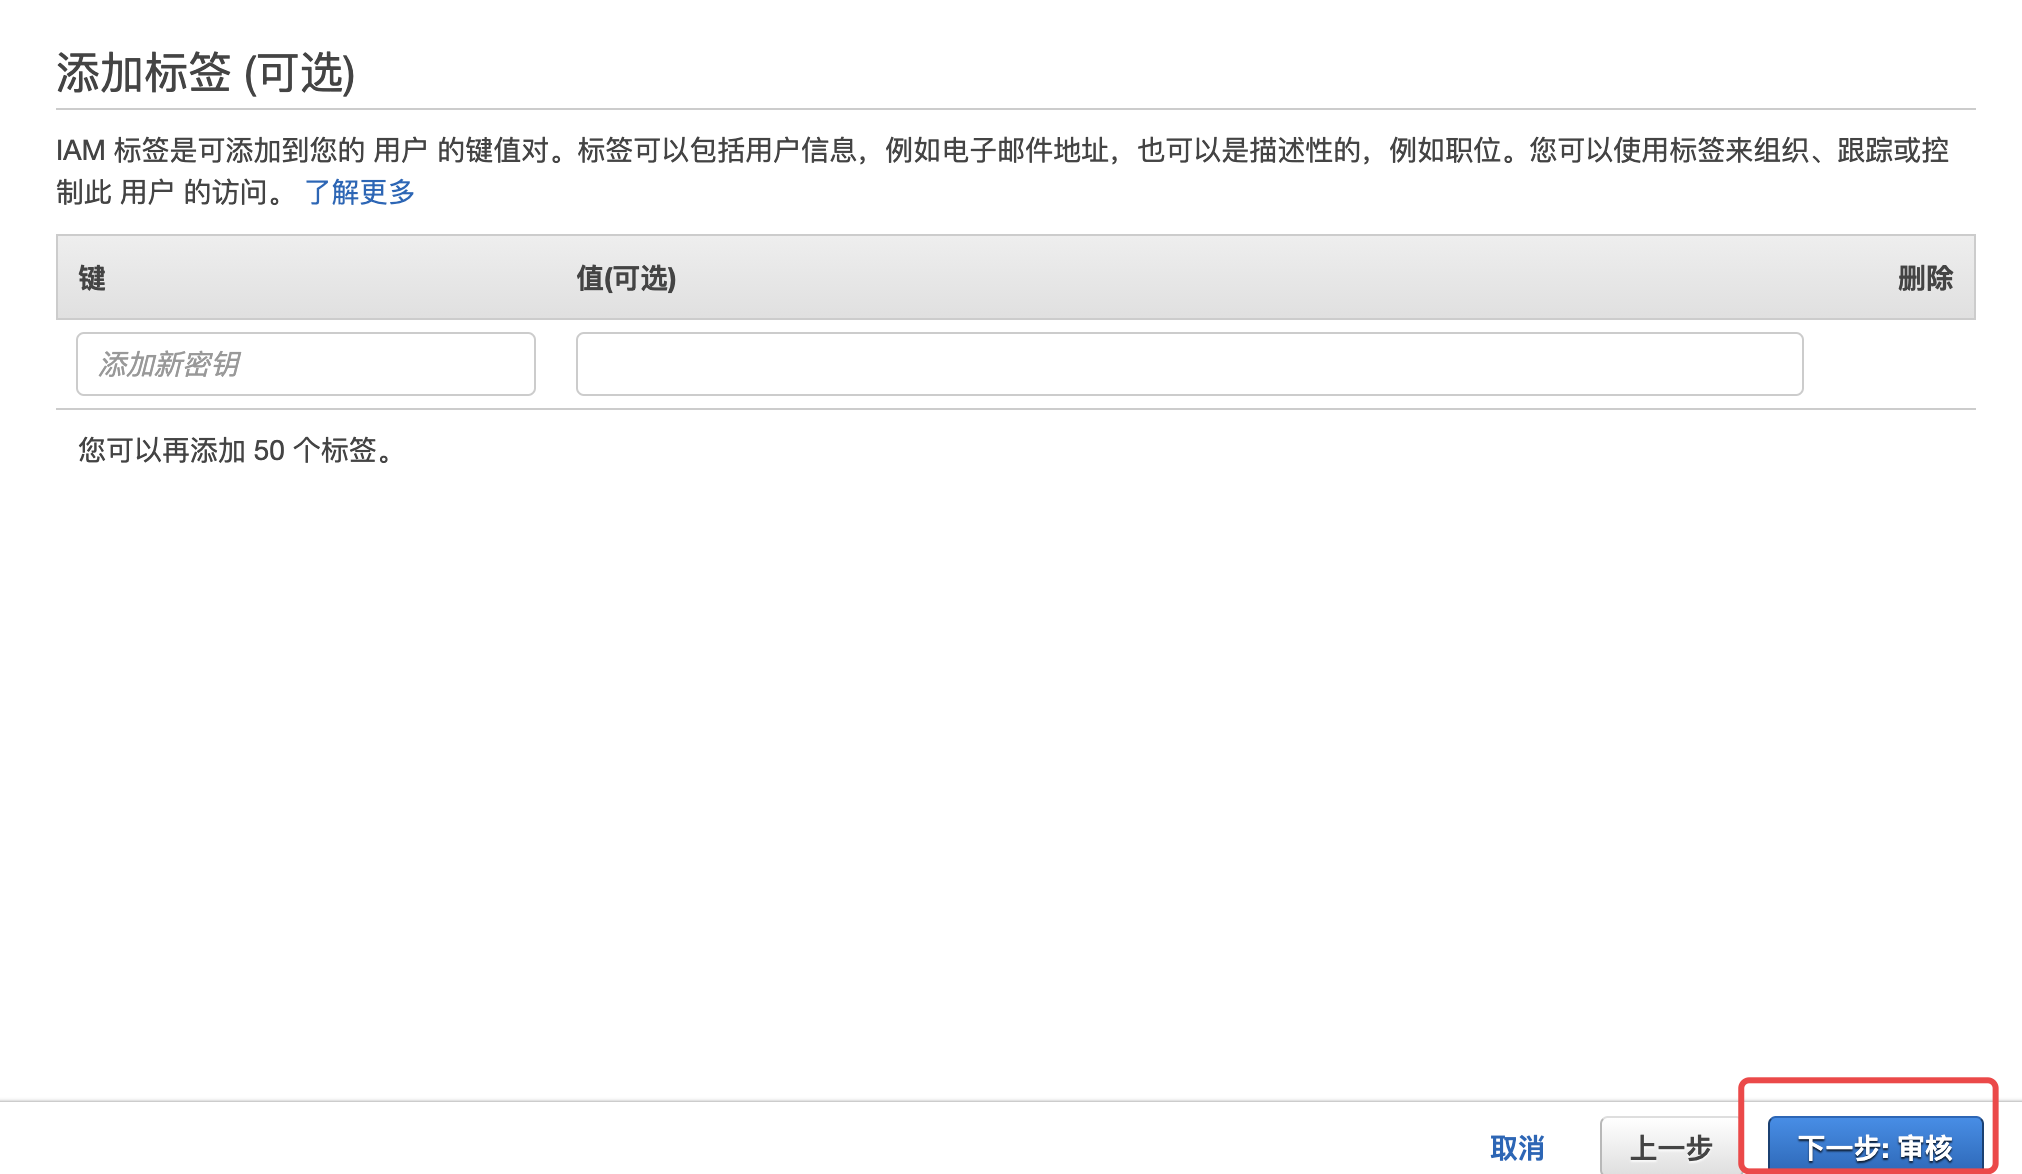 添加标签 (可选)
IAM 标签是可添加到您的 用户 的键值对。标签可以包括用户信息，例如电子邮件地址，也可以是描述性的，例如职位。您可以使用标签来组织、跟踪或控
制此 用户 的访问。 了解更多
键 值(可选) 删除
添加新密钥
您可以再添加 50 个标签。
取消 上一步 下一步: 审核